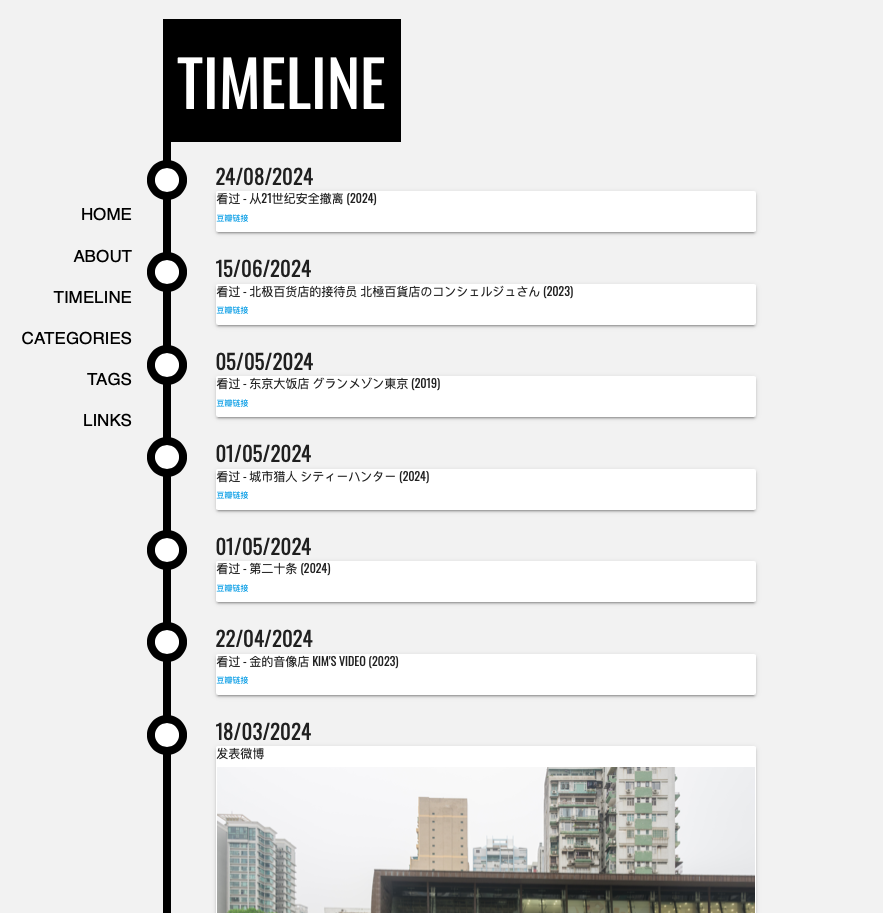 TIMELINE
HOME
ABOUT
TIMELINE
CATEGORIES
TAGS
LINKS
24/08/2024
看过 - 从21世纪安全撤离 (2024)
豆瓣链接
15/06/2024
看过 - 北极百货店的接待员 北極百貨店のコンシェルジュさん (2023)
豆瓣链接
05/05/2024
看过 - 东京大饭店 グランメゾン東京 (2019)
豆瓣链接
01/05/2024
看过 - 城市猎人 シティーハンター (2024)
豆瓣链接
01/05/2024
看过 - 第二十条 (2024)
豆瓣链接
22/04/2024
看过 - 金的音像店 KIM'S VIDEO (2023)
豆瓣链接
18/03/2024
发表微博